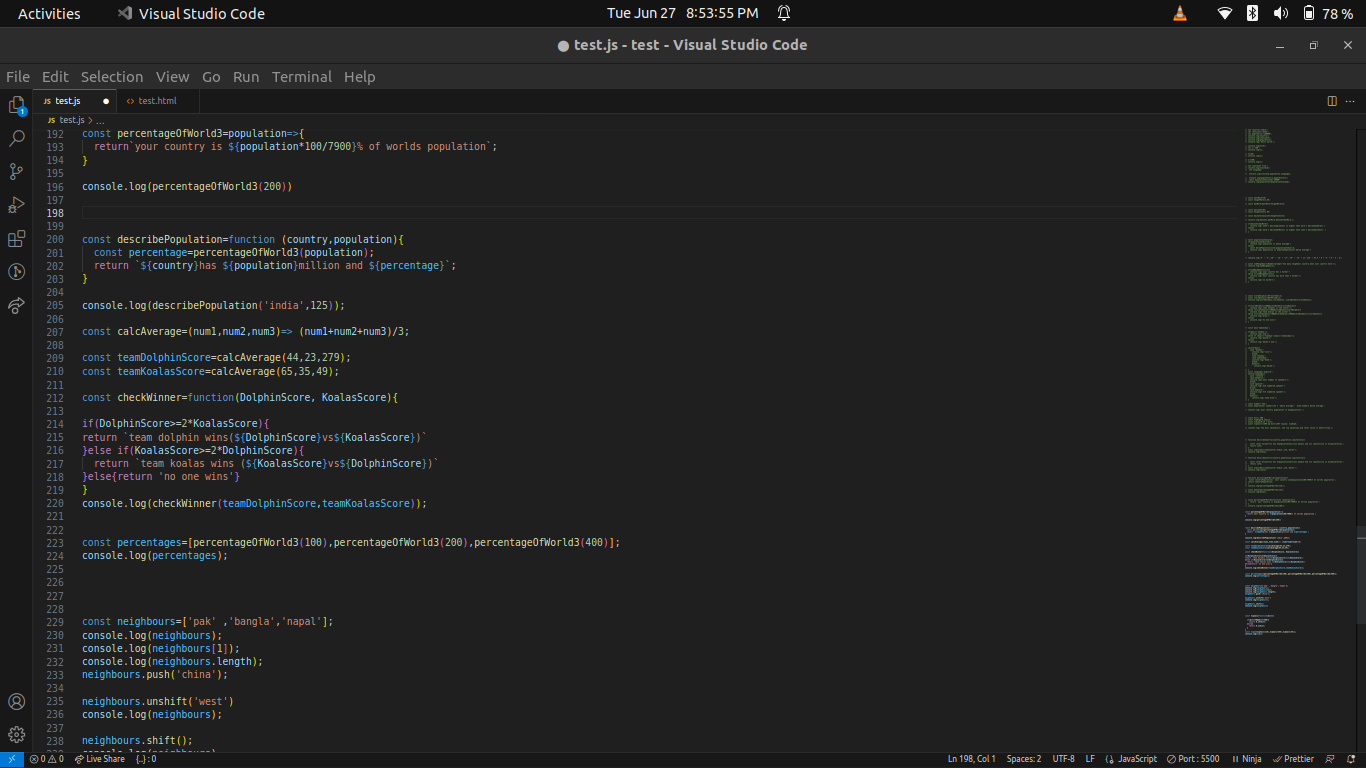 Activities
Visual Studio Code
Tue Jun 27 8:53:55 PM
78 %
● test.js - test - Visual Studio Code
File Edit Selection View Go Run Terminal Help
1
JS test.js
<> test.html
JS test.js > ...
192 const percentageOfWorld3=population=>{
193 return`your country is ${population*100/7900}% of worlds population`;
194 }
195
196 console.log(percentageOfWorld3(200))
197
198
199
200 const describePopulation=function (country,population){
201 const percentage=percentageOfWorld3(population);
202 return `${country}has ${population}million and ${percentage}`;
203 }
204
205 console.log(describePopulation('india',125));
206
207 const calcAverage=(num1,num2,num3)=> (num1+num2+num3)/3;
208
209 const teamDolphinScore=calcAverage(44,23,279);
210 const teamKoalasScore=calcAverage(65,35,49);
211
212 const checkWinner=function(DolphinScore, KoalasScore){
213
214 if(DolphinScore>=2*KoalasScore){
215 return `team dolphin wins(${DolphinScore}vs${KoalasScore})`
216 }else if(KoalasScore>=2*DolphinScore){
217 return `team koalas wins (${KoalasScore}vs${DolphinScore})`
218 }else{return 'no one wins'}
219 }
220 console.log(checkWinner(teamDolphinScore,teamKoalasScore));
221
222
223 const percentages=[percentageOfWorld3(100),percentageOfWorld3(200),percentageOfWorld3(400)];
224 console.log(percentages);
225
226
227
228
229 const neighbours=['pak' ,'bangla','napal'];
230 console.log(neighbours);
231 console.log(neighbours[1]);
232 console.log(neighbours.length);
233 neighbours.push('china');
234
235 neighbours.unshift('west')
236 console.log(neighbours);
237
238 neighbours.shift();
0 0
Live Share
{..} : 0
Ln 198, Col 1
Spaces: 2
UTF-8
LF
{} JavaScript
Port : 5500
Ninja
Prettier